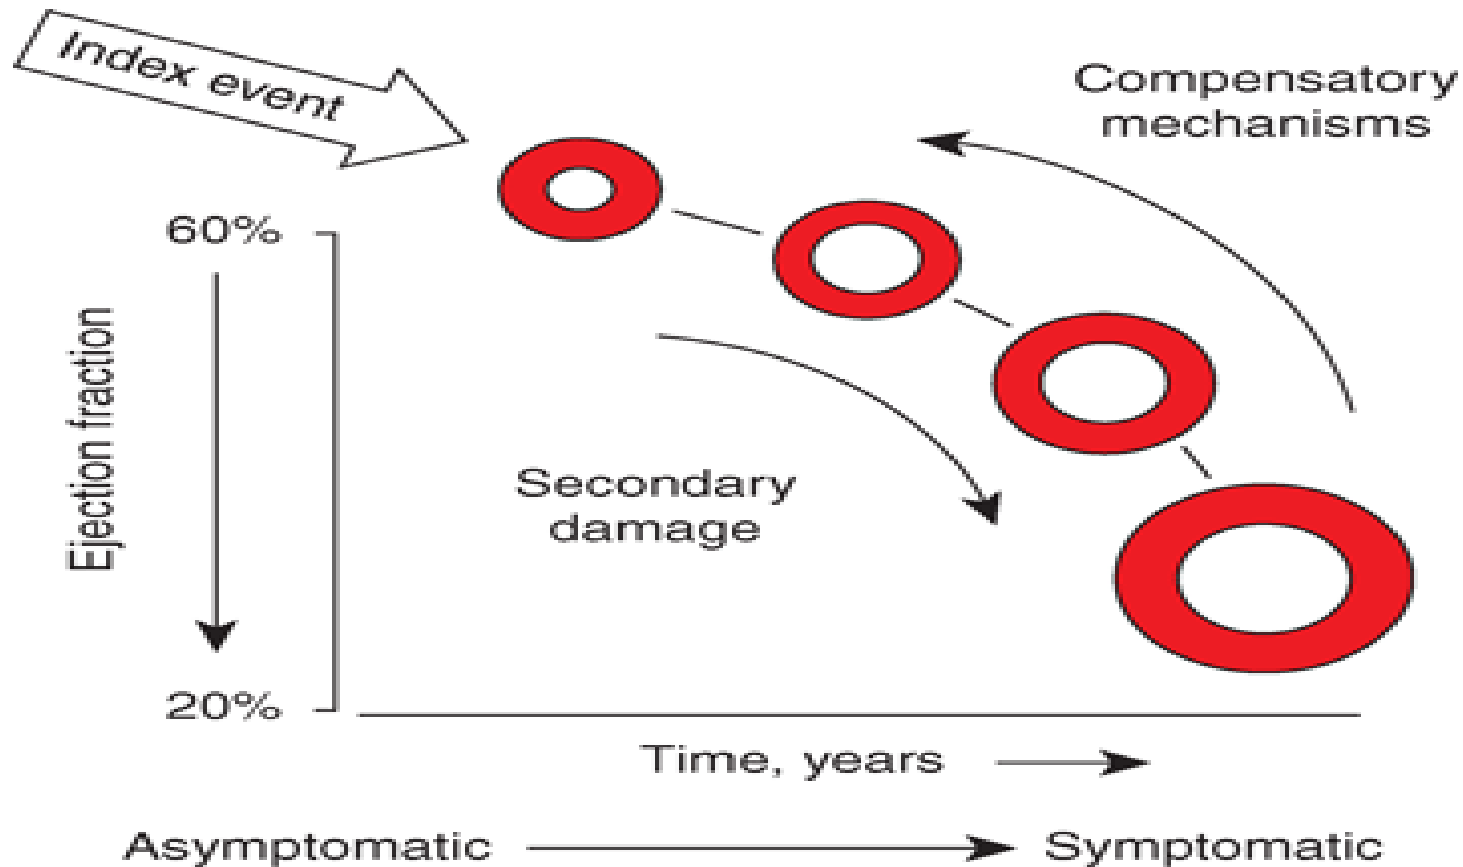 Index event
Compensatory
mechanisms
60%
Ejection fraction
Secondary
damage
20%
Time, years
Asymptomatic
Symptomatic